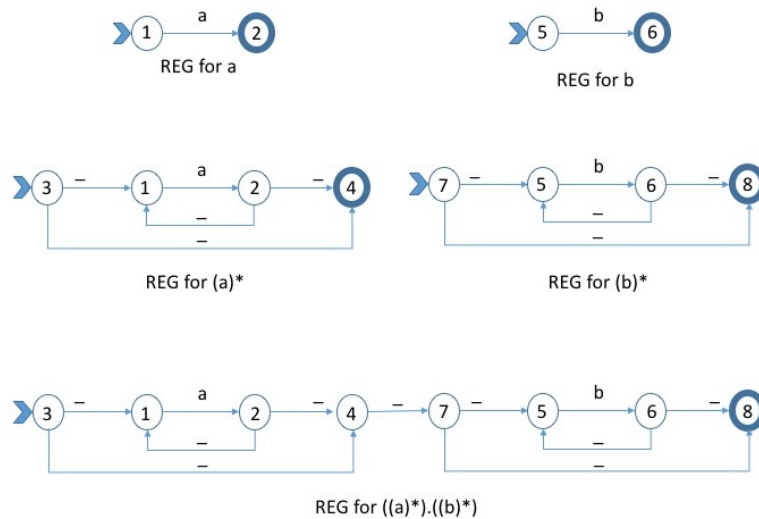 a
1 2
REG for a
b
5 6
REG for b
– a –
3 1 2 4
–
–
REG for (a)*
– b –
7 5 6 8
–
–
REG for (b)*
– a – – – b –
3 1 2 4 7 5 6 8
– –
– –
REG for ((a)*).((b)*)